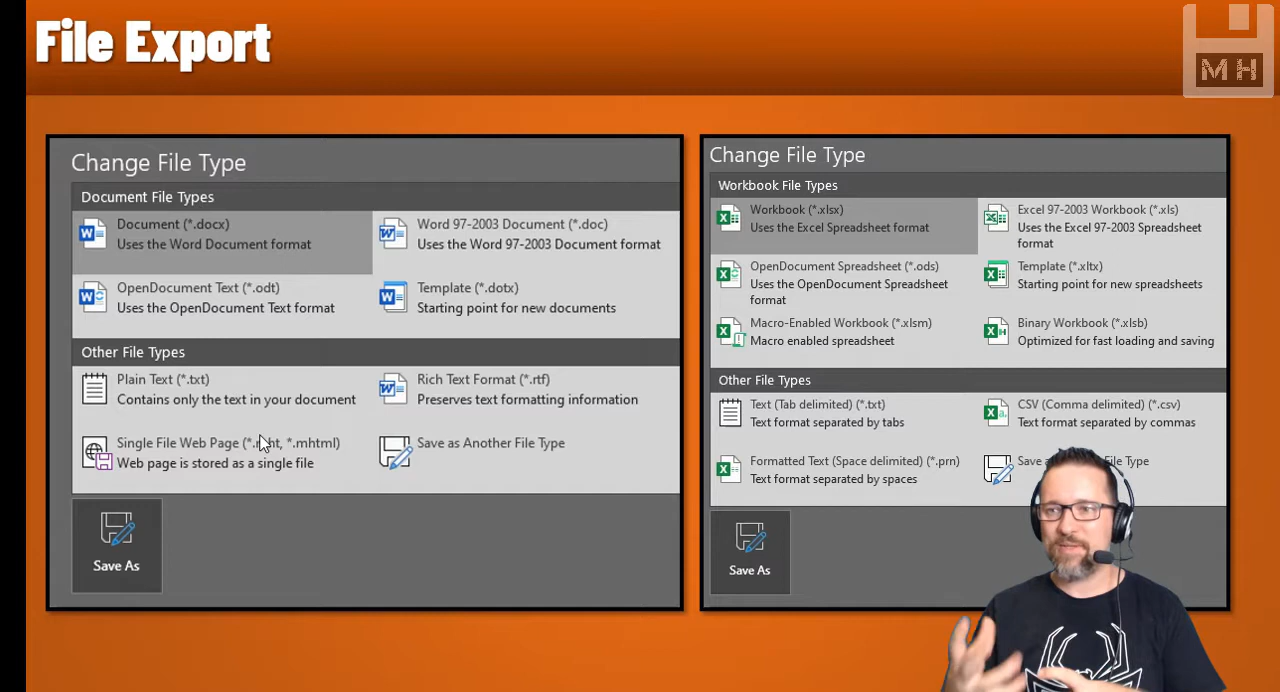 File Export
MH
Change File Type
Document File Types
Document (*.docx)
Uses the Word Document format
Word 97-2003 Document (*.doc)
Uses the Word 97-2003 Document format
OpenDocument Text (*.odt)
Uses the OpenDocument Text format
Template (*.dotx)
Starting point for new documents
Other File Types
Plain Text (*.txt)
Contains only the text in your document
Rich Text Format (*.rtf)
Preserves text formatting information
Single File Web Page (*.mht, *.mhtml)
Web page is stored as a single file
Save as Another File Type
Save As
Change File Type
Workbook File Types
Workbook (*.xlsx)
Uses the Excel Spreadsheet format
Excel 97-2003 Workbook (*.xls)
Uses the Excel 97-2003 Spreadsheet
format
OpenDocument Spreadsheet (*.ods)
Uses the OpenDocument Spreadsheet
format
Template (*.xltx)
Starting point for new spreadsheets
Macro-Enabled Workbook (*.xlsm)
Macro enabled spreadsheet
Binary Workbook (*.xlsb)
Optimized for fast loading and saving
Other File Types
Text (Tab delimited) (*.txt)
Text format separated by tabs
CSV (Comma delimited) (*.csv)
Text format separated by commas
Formatted Text (Space delimited) (*.prn)
Text format separated by spaces
Save as File Type
Save As